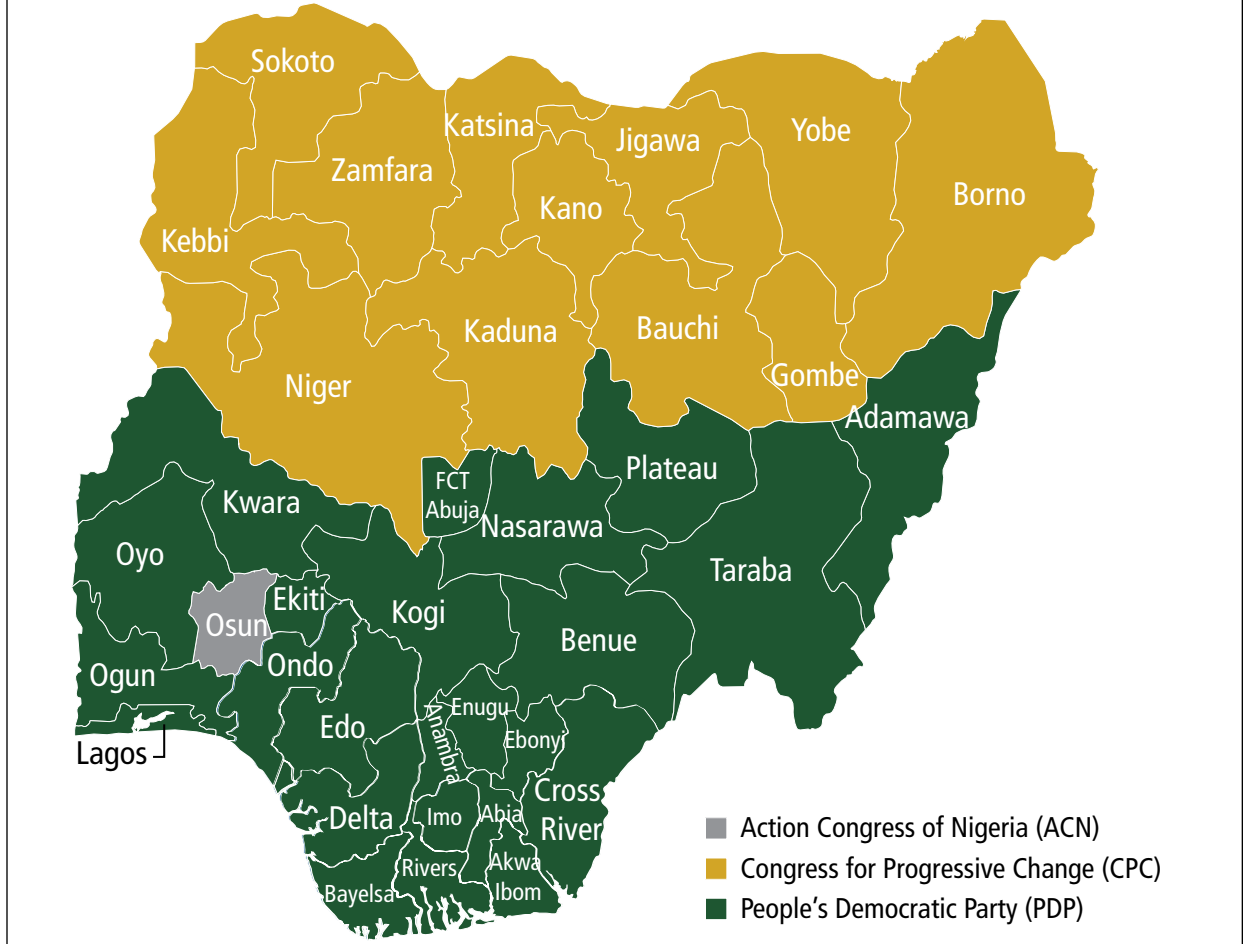 Sokoto
Katsina
Jigawa
Yobe
Zamfara
Kano
Borno
Kebbi
Kaduna
Bauchi
Niger
Gombe
Adamawa
FCT
Abuja
Plateau
Kwara
Nasarawa
Oyo
Taraba
Ekiti
Kogi
Osun
Benue
Ondo
Ogun
Enugu
Anambra
Edo
Ebonyi
Lagos
Cross
River
Delta
Imo
Abia
Rivers
Akwa
Ibom
Bayelsa
Action Congress of Nigeria (ACN)
Congress for Progressive Change (CPC)
People's Democratic Party (PDP)